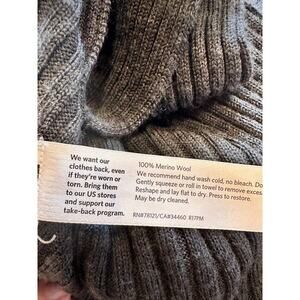 We want our
clothes back, even
if they're worn or
torn. Bring them
to our US stores
and support our
take-back program.
100% Merino Wool
We recommend hand wash cold, no bleach. Do
Gently squeeze or roll in towel to remove excess
Reshape and lay flat to dry. Press to restore.
May be dry cleaned.
RN#78121/CA#34460 R17PM